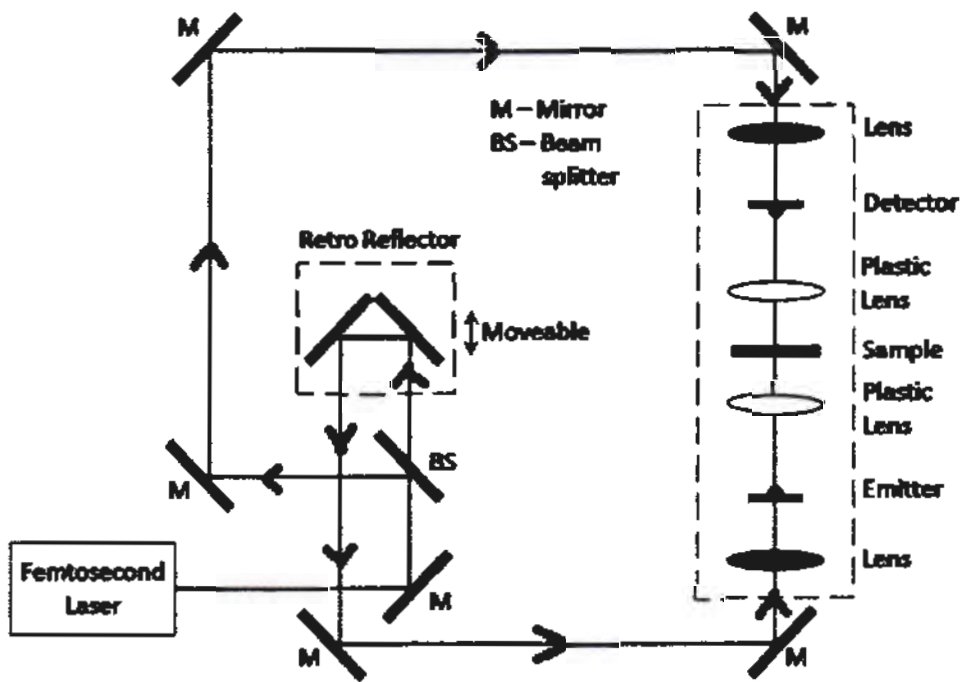 M
M
M – Mirror
BS – Beam
splitter
Lens
Detector
Retro Reflector
Plastic
Lens
Moveable
Sample
Plastic
Lens
BS
M
Emitter
Femtosecond
Laser
Lens
M
M
M